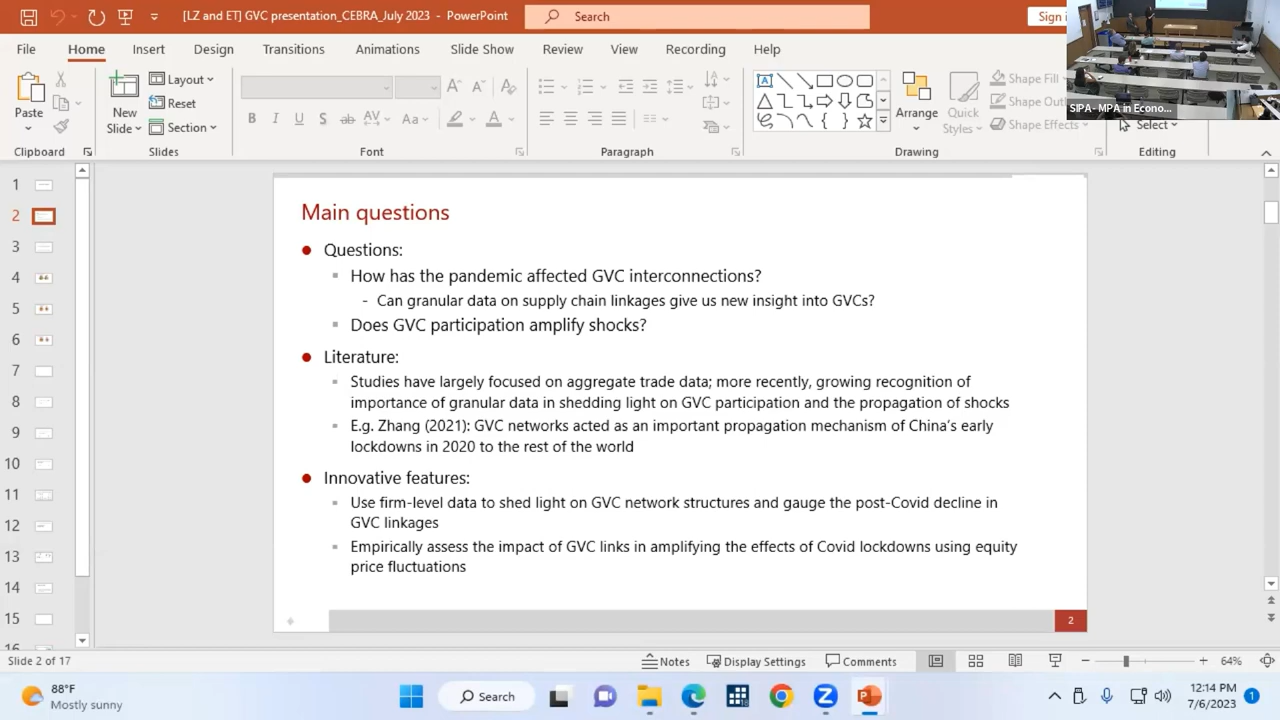 [LZ and ET] GVC presentation_CEBRA_July 2023 - PowerPoint
Search
Sign i
File
Home
Insert
Design
Transitions
Animations
Slide Show
Review
View
Recording
Help
Paste
New Slide
Layout
Reset
Section
Arrange
Quick Styles
Shape Fill
Shape Out
Shape Effects
Select
SIPA- MPA in Econo...
Clipboard
Slides
Font
Paragraph
Drawing
Editing
1
2
3
4
5
6
7
8
9
10
11
12
13
14
15
16
Main questions
Questions:
How has the pandemic affected GVC interconnections?
- Can granular data on supply chain linkages give us new insight into GVCs?
Does GVC participation amplify shocks?
Literature:
Studies have largely focused on aggregate trade data; more recently, growing recognition of
importance of granular data in shedding light on GVC participation and the propagation of shocks
E.g. Zhang (2021): GVC networks acted as an important propagation mechanism of China's early
lockdowns in 2020 to the rest of the world
Innovative features:
Use firm-level data to shed light on GVC network structures and gauge the post-Covid decline in
GVC linkages
Empirically assess the impact of GVC links in amplifying the effects of Covid lockdowns using equity
price fluctuations
2
Slide 2 of 17
Notes
Display Settings
Comments
64%
88°F
Mostly sunny
Search
12:14 PM
7/6/2023
1